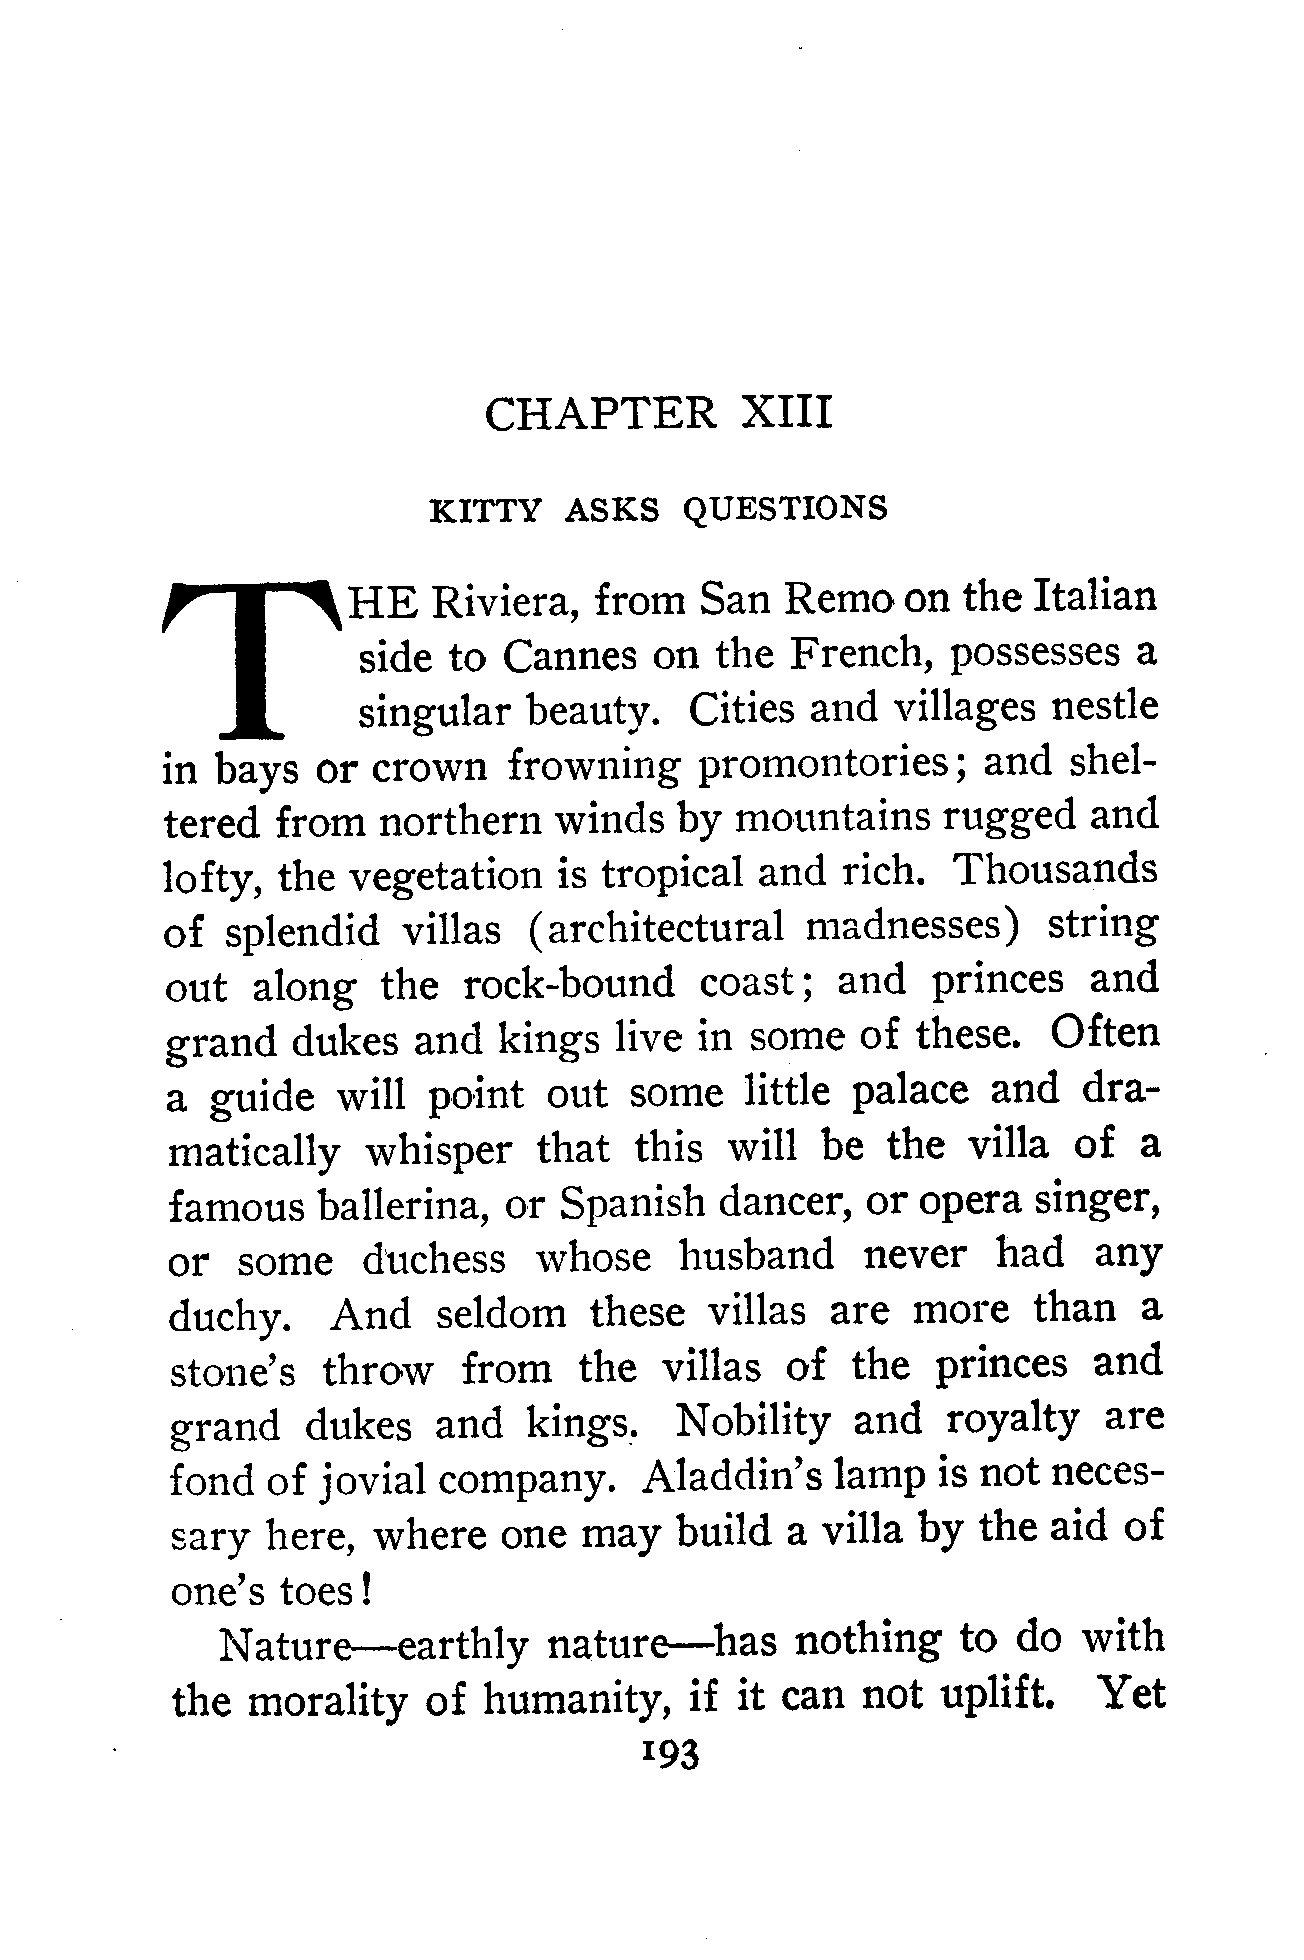 CHAPTER XIII
KITTY ASKS QUESTIONS
THE Riviera, from San Remo on the Italian
side to Cannes on the French, possesses a
singular beauty. Cities and villages nestle
in bays or crown frowning promontories; and shel-
tered from northern winds by mountains rugged and
lofty, the vegetation is tropical and rich. Thousands
of splendid villas (architectural madnesses) string
out along the rock-bound coast; and princes and
grand dukes and kings live in some of these. Often
a guide will point out some little palace and dra-
matically whisper that this will be the villa of a
famous ballerina, or Spanish dancer, or opera singer,
or some duchess whose husband never had any
duchy. And seldom these villas are more than a
stone's throw from the villas of the princes and
grand dukes and kings. Nobility and royalty are
fond of jovial company. Aladdin's lamp is not neces-
sary here, where one may build a villa by the aid of
one's toes!
Nature—earthly nature—has nothing to do with
the morality of humanity, if it can not uplift. Yet
193